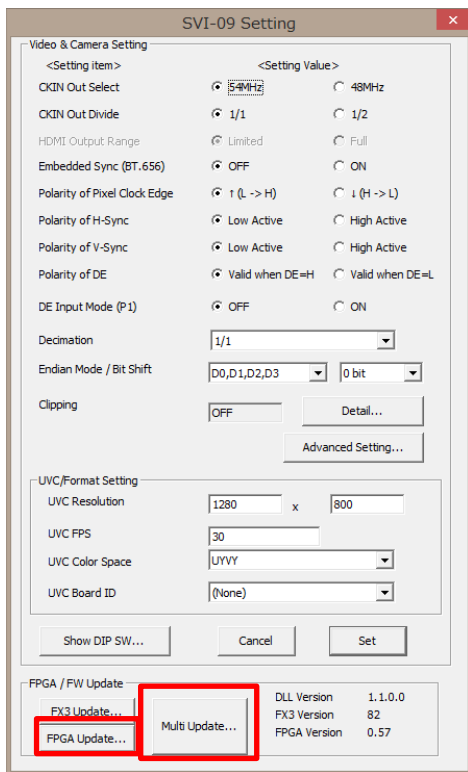 SVI-09 Setting
Video & Camera Setting
<Setting item> <Setting Value>
CKIN Out Select 54MHz 48MHz
CKIN Out Divide 1/1 1/2
HDMI Output Range Limited Full
Embedded Sync (BT.656) OFF ON
Polarity of Pixel Clock Edge ↑ (L -> H) ↓ (H -> L)
Polarity of H-Sync Low Active High Active
Polarity of V-Sync Low Active High Active
Polarity of DE Valid when DE=H Valid when DE=L
DE Input Mode (P1) OFF ON
Decimation 1/1
Endian Mode / Bit Shift D0,D1,D2,D3 0 bit
Clipping OFF Detail...
Advanced Setting...
UVC/Format Setting
UVC Resolution 1280 x 800
UVC FPS 30
UVC Color Space UYVY
UVC Board ID (None)
Show DIP SW... Cancel Set
FPGA / FW Update
FX3 Update...
FPGA Update...
Multi Update...
DLL Version 1.1.0.0
FX3 Version 82
FPGA Version 0.57